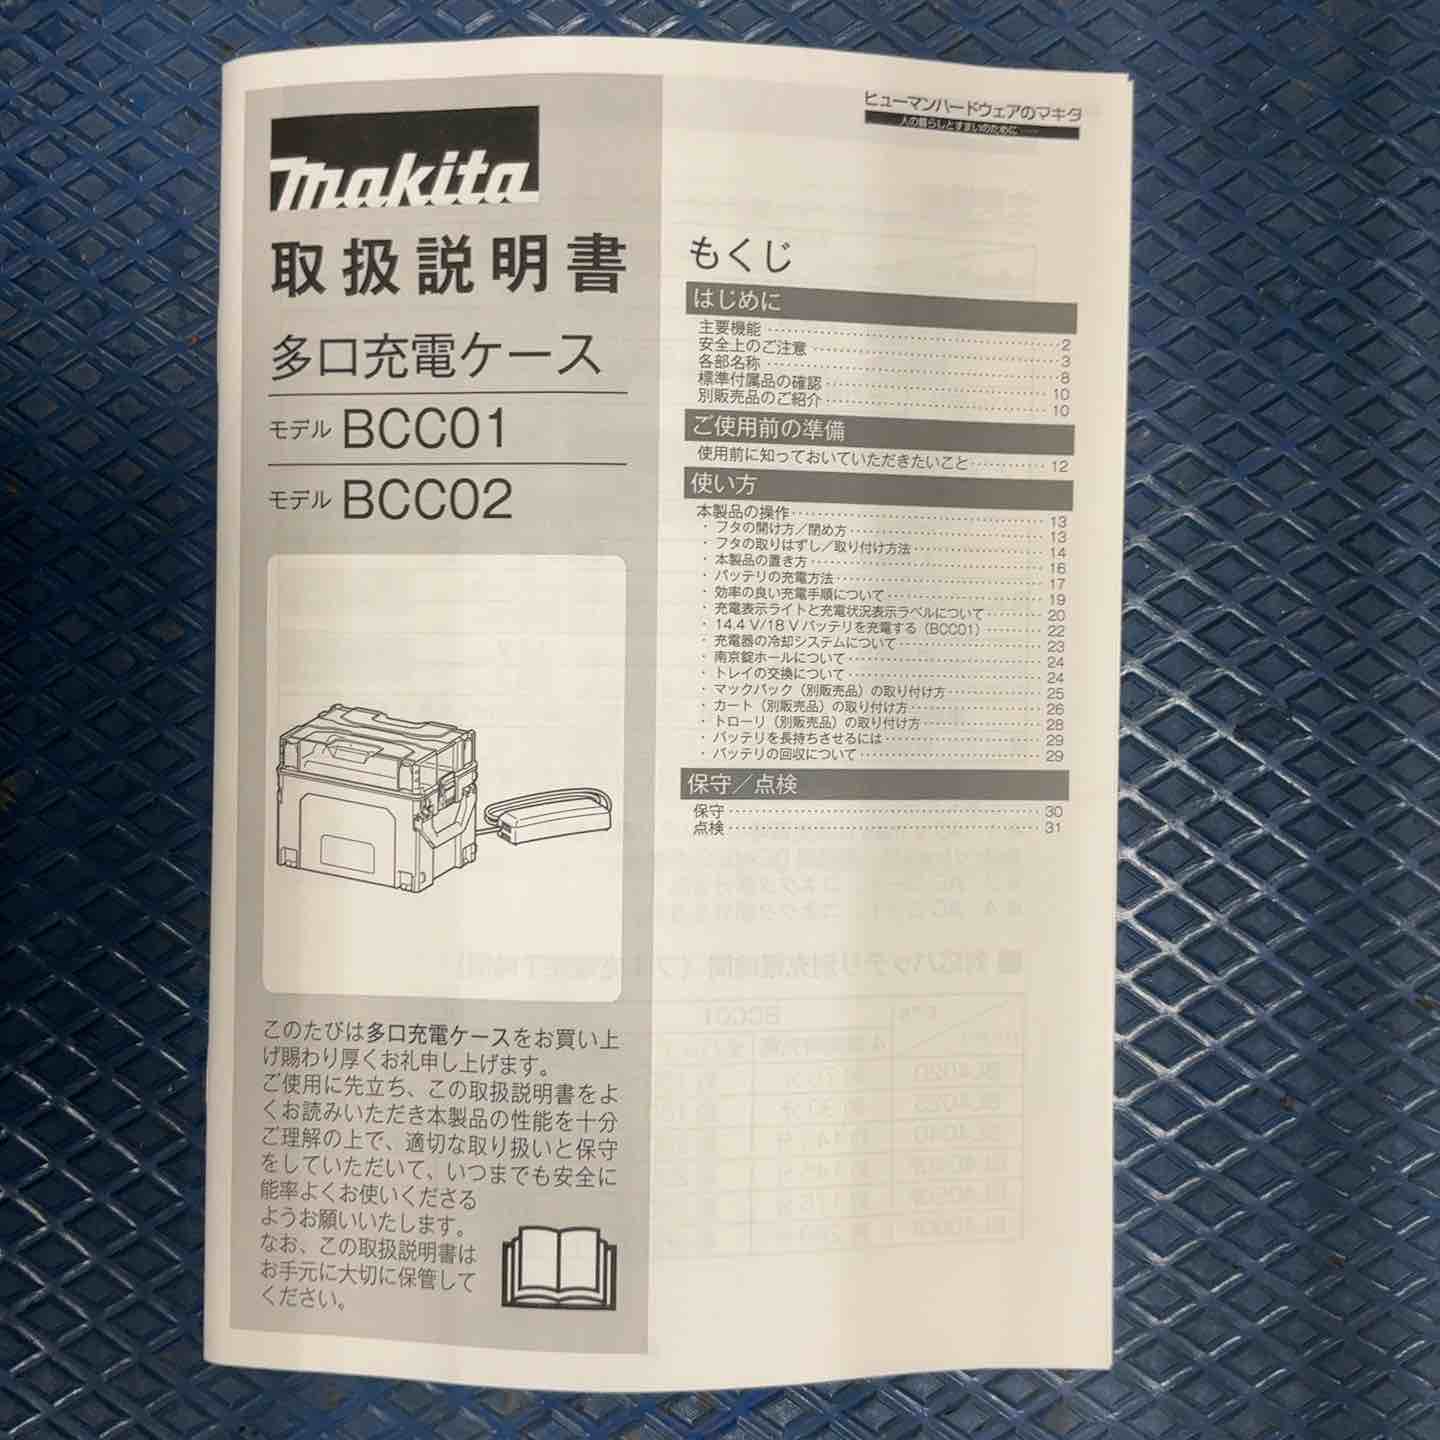 makita
取扱説明書
多口充電ケース
モデル BCC01
モデル BCC02
このたびは多口充電ケースをお買い上
げ賜わり厚くお礼申し上げます。
ご使用に先立ち、この取扱説明書をよ
くお読みいただき本製品の性能を十分
ご理解の上で、適切な取り扱いと保守
をしていただいて、いつまでも安全に
能率よくお使いくださる
ようお願いいたします。
なお、この取扱説明書は
お手元に大切に保管して
ください。
ヒューマンハードウェアのマキタ
人の暮らしとすまいのために……
もくじ
はじめに
主要機能 2
安全上のご注意 3
各部名称 8
標準付属品の確認 10
別販売品のご紹介 10
ご使用前の準備
使用前に知っておいていただきたいこと 12
使い方
本製品の操作 13
・フタの開け方／閉め方 13
・フタの取りはずし／取り付け方法 14
・本製品の置き方 16
・バッテリの充電方法 17
・効率の良い充電手順について 19
・充電表示ライトと充電状況表示ラベルについて 20
・14.4 V/18 V バッテリを充電する（BCC01） 22
・充電器の冷却システムについて 23
・南京錠ホールについて 24
・トレイの交換について 24
・マックパック（別販売品）の取り付け方 25
・カート（別販売品）の取り付け方 26
・トローリ（別販売品）の取り付け方 28
・バッテリを長持ちさせるには 29
・バッテリの回収について 29
保守／点検
保守 30
点検 31